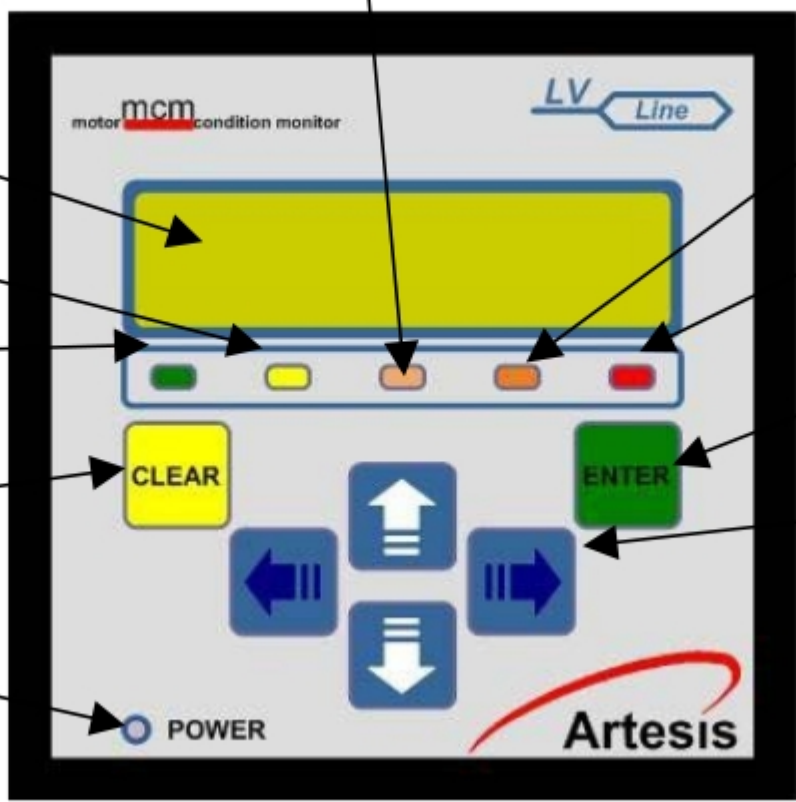 mcm
motor condition monitor
LV
Line
CLEAR
ENTER
POWER
Artesis